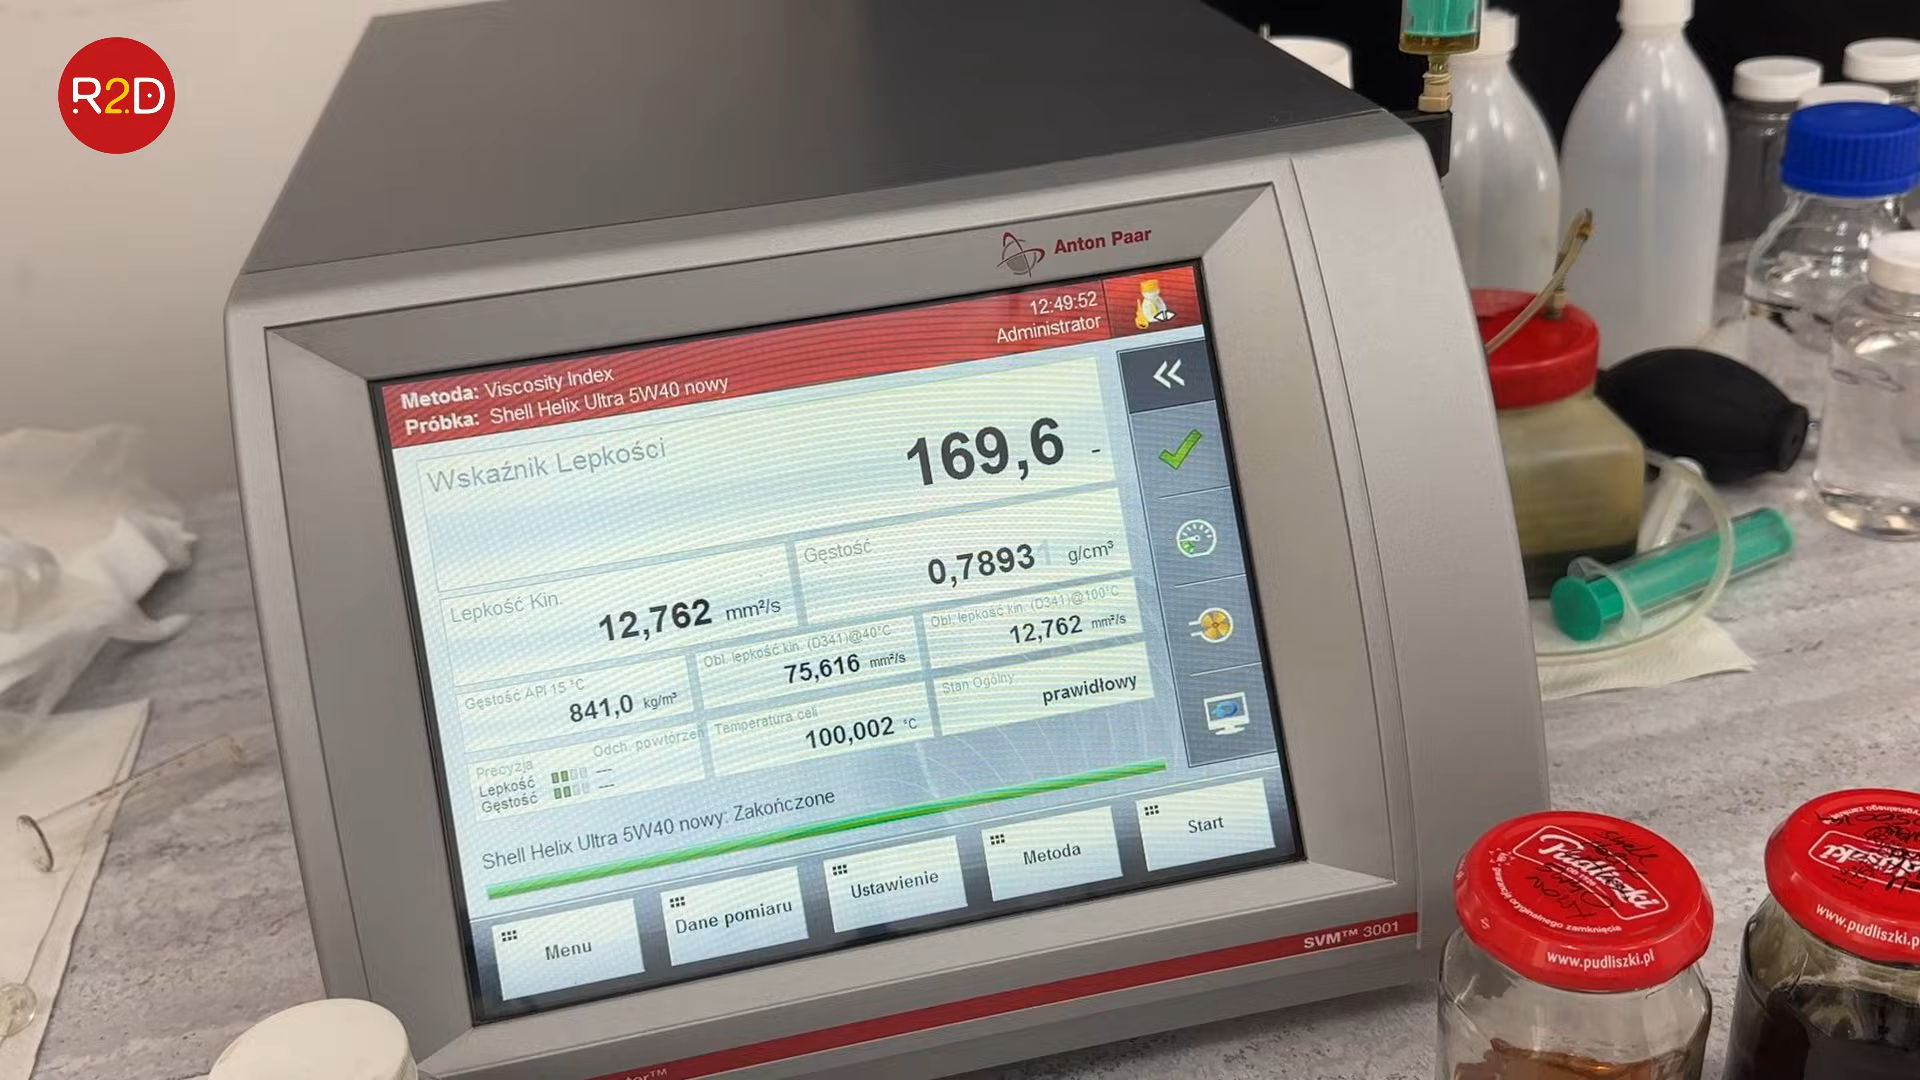 R2D
Anton Paar
12:49:52
Administrator
Metoda: Viscosity Index
Próbka: Shell Helix Ultra 5W40 nowy
Wskaźnik Lepkości
169,6 -
Lepkość Kin.
12,762 mm²/s
Gęstość
0,7893 g/cm³
Gęstość API 15 °C
841,0 kg/m³
Obl. lepkość kin. (D341)@40°C
75,616 mm²/s
Obl. lepkość kin. (D341)@100°C
12,762 mm²/s
Precyzja
Odch. powtórzeń
Lepkość ---
Gęstość ---
Temperatura celi
100,002 °C
Stan Ogólny
prawidłowy
Shell Helix Ultra 5W40 nowy: Zakończone
Menu
Dane pomiaru
Ustawienie
Metoda
Start
SVM™ 3001
Pudliszki
oryginalnego zamknięcia
www.pudliszki.pl
www.pudliszki.p